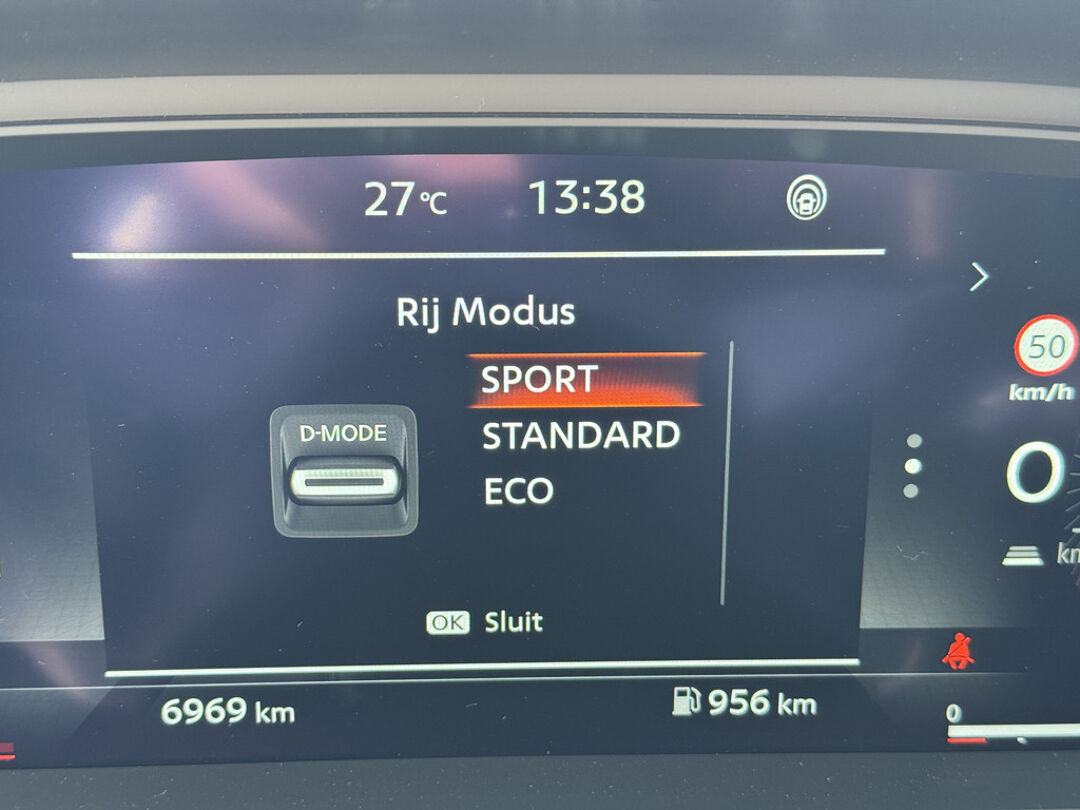 27°C 13:38
Rij Modus
SPORT
D-MODE
STANDARD
ECO
OK Sluit
50
km/h
0
6969 km
956 km
0